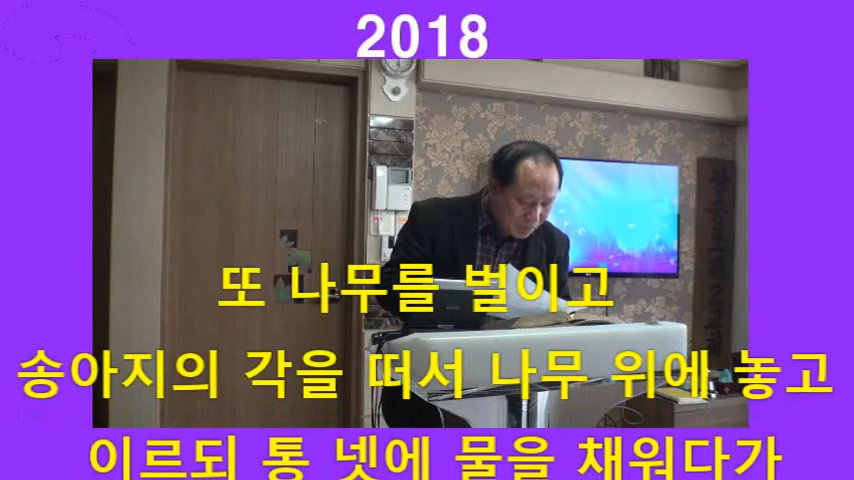 2018
또 나무를 벌이고
송아지의 각을 떠서 나무 위에 놓고
이르되 통 넷에 물을 채워다가